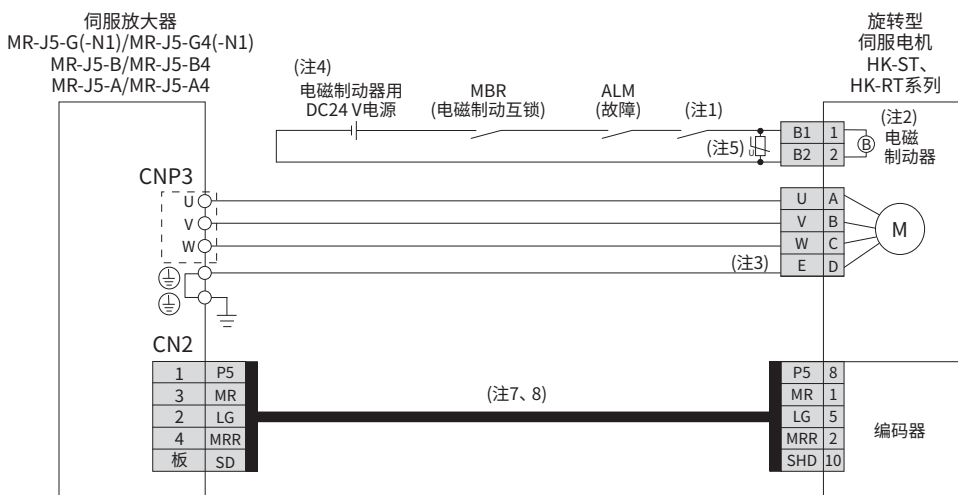 伺服放大器
MR-J5-G(-N1)/MR-J5-G4(-N1)
MR-J5-B/MR-J5-B4
MR-J5-A/MR-J5-A4
旋转型
伺服电机
HK-ST、
HK-RT系列
(注4)
电磁制动器用
DC24 V电源
MBR
(电磁制动互锁)
ALM
(故障)
(注1)
(注5)
U
B1 1
B2 2
B
(注2)
电磁
制动器
CNP3
U
V
W
(注3)
U A
V B
W C
E D
M
CN2
1 P5
3 MR
2 LG
4 MRR
板 SD
(注7、8)
P5 8
MR 1
LG 5
MRR 2
SHD 10
编码器